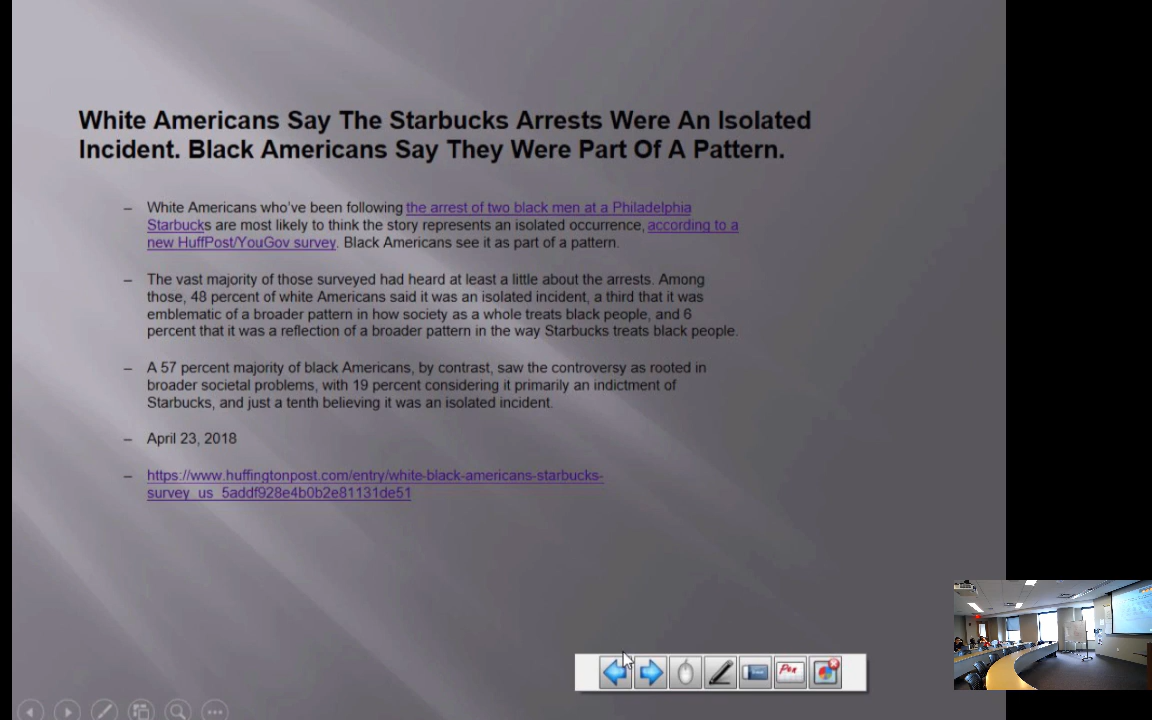 White Americans Say The Starbucks Arrests Were An Isolated
Incident. Black Americans Say They Were Part Of A Pattern.
– White Americans who've been following the arrest of two black men at a Philadelphia
Starbucks are most likely to think the story represents an isolated occurrence, according to a
new HuffPost/YouGov survey. Black Americans see it as part of a pattern.
– The vast majority of those surveyed had heard at least a little about the arrests. Among
those, 48 percent of white Americans said it was an isolated incident, a third that it was
emblematic of a broader pattern in how society as a whole treats black people, and 6
percent that it was a reflection of a broader pattern in the way Starbucks treats black people.
– A 57 percent majority of black Americans, by contrast, saw the controversy as rooted in
broader societal problems, with 19 percent considering it primarily an indictment of
Starbucks, and just a tenth believing it was an isolated incident.
– April 23, 2018
– https://www.huffingtonpost.com/entry/white-black-americans-starbucks-
survey_us_5addf928e4b0b2e81131de51
Pen